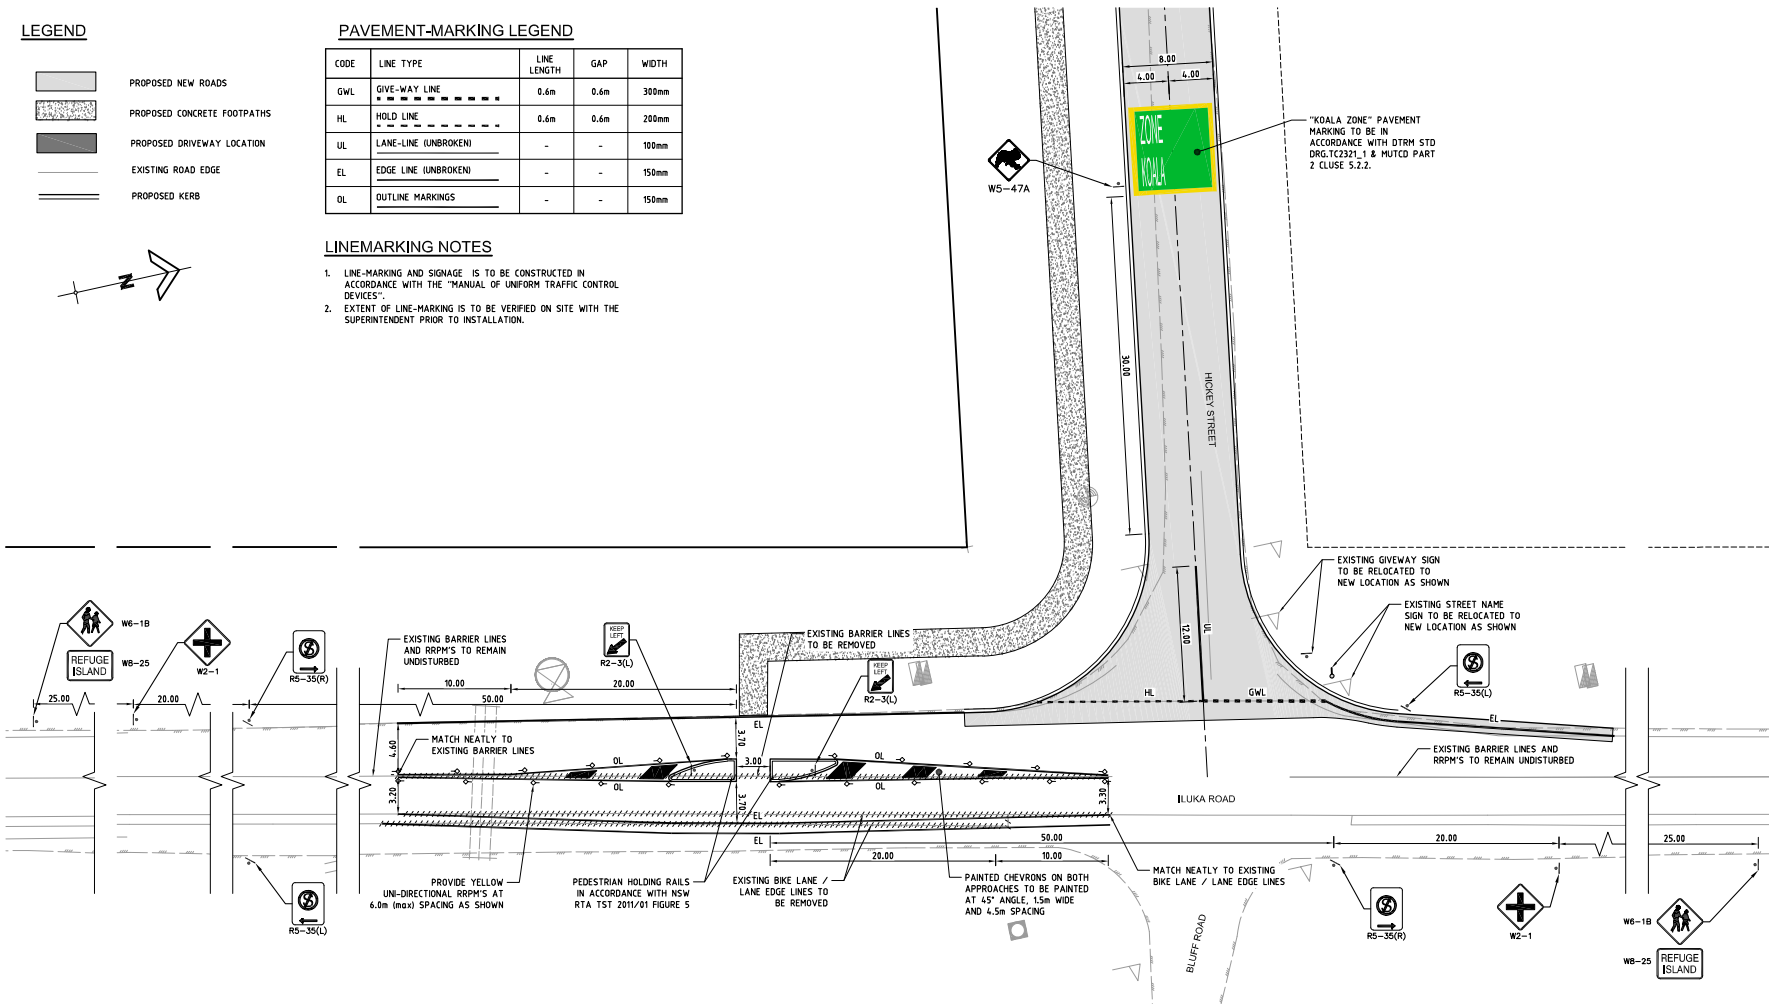 LEGEND
PROPOSED NEW ROADS
PROPOSED CONCRETE FOOTPATHS
PROPOSED DRIVEWAY LOCATION
EXISTING ROAD EDGE
PROPOSED KERB
N
PAVEMENT-MARKING LEGEND
CODE LINE TYPE LINE LENGTH GAP WIDTH
GWL GIVE-WAY LINE 0.6m 0.6m 300mm
HL HOLD LINE 0.6m 0.6m 200mm
UL LANE-LINE (UNBROKEN) - - 100mm
EL EDGE LINE (UNBROKEN) - - 150mm
OL OUTLINE MARKINGS - - 150mm
LINEMARKING NOTES
1. LINE-MARKING AND SIGNAGE IS TO BE CONSTRUCTED IN
ACCORDANCE WITH THE "MANUAL OF UNIFORM TRAFFIC CONTROL
DEVICES".
2. EXTENT OF LINE-MARKING IS TO BE VERIFIED ON SITE WITH THE
SUPERINTENDENT PRIOR TO INSTALLATION.
8.00
4.00 4.00
ZONE
KOALA
W5-47A
"KOALA ZONE" PAVEMENT
MARKING TO BE IN
ACCORDANCE WITH DTRM STD
DRG.TC2321_1 & MUTCD PART
2 CLUSE 5.2.2.
30.00
HICKEY STREET
12.00
UL
HL
GWL
EXISTING GIVEWAY SIGN
TO BE RELOCATED TO
NEW LOCATION AS SHOWN
EXISTING STREET NAME
SIGN TO BE RELOCATED TO
NEW LOCATION AS SHOWN
R5-35(L)
EL
EXISTING BARRIER LINES AND
RRPM'S TO REMAIN UNDISTURBED
W6-1B
REFUGE
ISLAND
W8-25
W2-1
R5-35(R)
25.00
20.00
50.00
EXISTING BARRIER LINES
AND RRPM'S TO REMAIN
UNDISTURBED
10.00
20.00
KEEP
LEFT
R2-3(L)
EXISTING BARRIER LINES
TO BE REMOVED
KEEP
LEFT
R2-3(L)
EL
3.70
4.60
MATCH NEATLY TO
EXISTING BARRIER LINES
OL
3.00
OL
OL
OL
3.20
3.70
3.30
EL
EL
ILUKA ROAD
50.00
20.00
10.00
20.00
25.00
PROVIDE YELLOW
UNI-DIRECTIONAL RRPM'S AT
6.0m (max) SPACING AS SHOWN
PEDESTRIAN HOLDING RAILS
IN ACCORDANCE WITH NSW
RTA TST 2011/01 FIGURE 5
EXISTING BIKE LANE /
LANE EDGE LINES TO
BE REMOVED
PAINTED CHEVRONS ON BOTH
APPROACHES TO BE PAINTED
AT 45° ANGLE, 1.5m WIDE
AND 4.5m SPACING
MATCH NEATLY TO EXISTING
BIKE LANE / LANE EDGE LINES
BLUFF ROAD
R5-35(L)
R5-35(R)
W2-1
W6-1B
W8-25
REFUGE
ISLAND